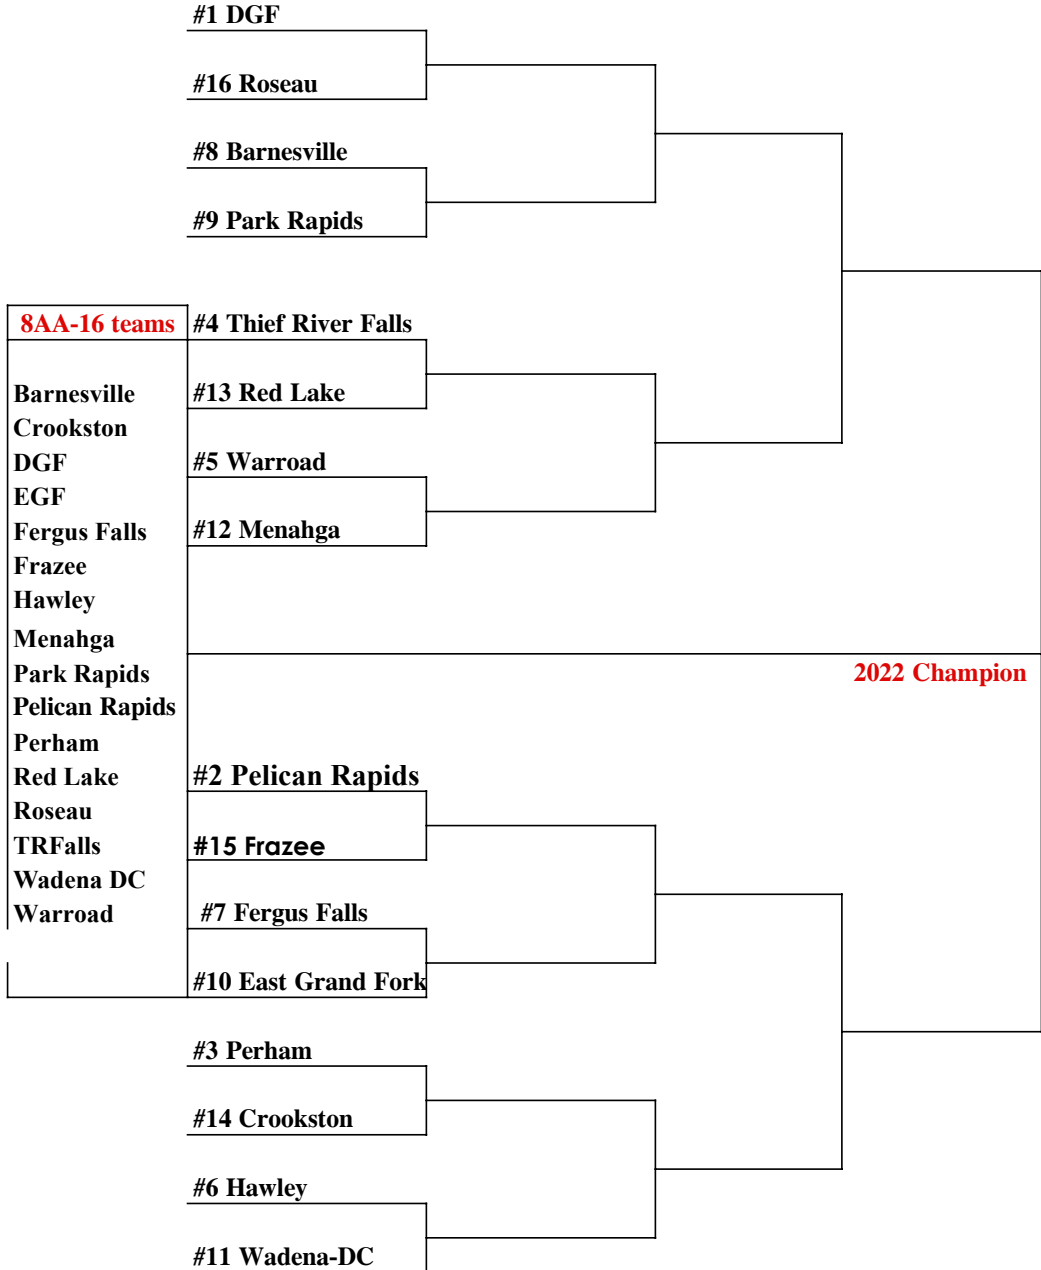 #1 DGF
#16 Roseau
#8 Barnesville
#9 Park Rapids
8AA-16 teams
#4 Thief River Falls
Barnesville
#13 Red Lake
Crookston
DGF
#5 Warroad
EGF
Fergus Falls
#12 Menahga
Frazee
Hawley
Menahga
Park Rapids
2022 Champion
Pelican Rapids
Perham
Red Lake
#2 Pelican Rapids
Roseau
TRFalls
#15 Frazee
Wadena DC
Warroad
#7 Fergus Falls
#10 East Grand Fork
#3 Perham
#14 Crookston
#6 Hawley
#11 Wadena-DC